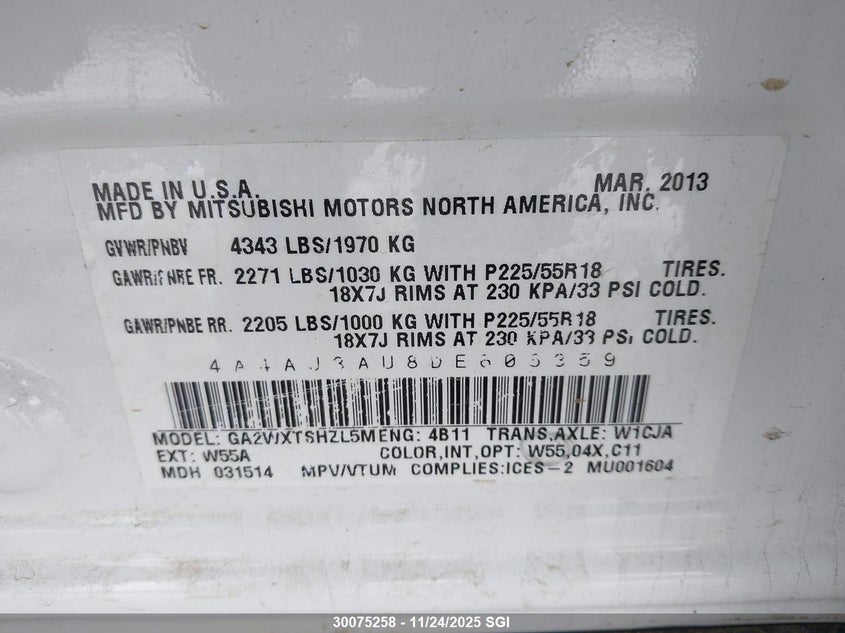 MADE IN U.S.A. MAR. 2013
MFD BY MITSUBISHI MOTORS NORTH AMERICA, INC.
GVWR/PNBV 4343 LBS/1970 KG
GAWR/PNBE FR. 2271 LBS/1030 KG WITH P225/55R18 TIRES.
18X7J RIMS AT 230 KPA/33 PSI COLD.
GAWR/PNBE RR. 2205 LBS/1000 KG WITH P225/55R18 TIRES.
18X7J RIMS AT 230 KPA/33 PSI COLD.
4A4AJ3AU8DE605359
MODEL: GA2WXTSHZL5M ENG: 4B11 TRANS,AXLE: W1CJA
EXT: W55A COLOR,INT,OPT: W55,04X,C11
MDH 031514 MPV/VTUM COMPLIES:ICES-2 MU001604
30075258 - 11/24/2025 SGI